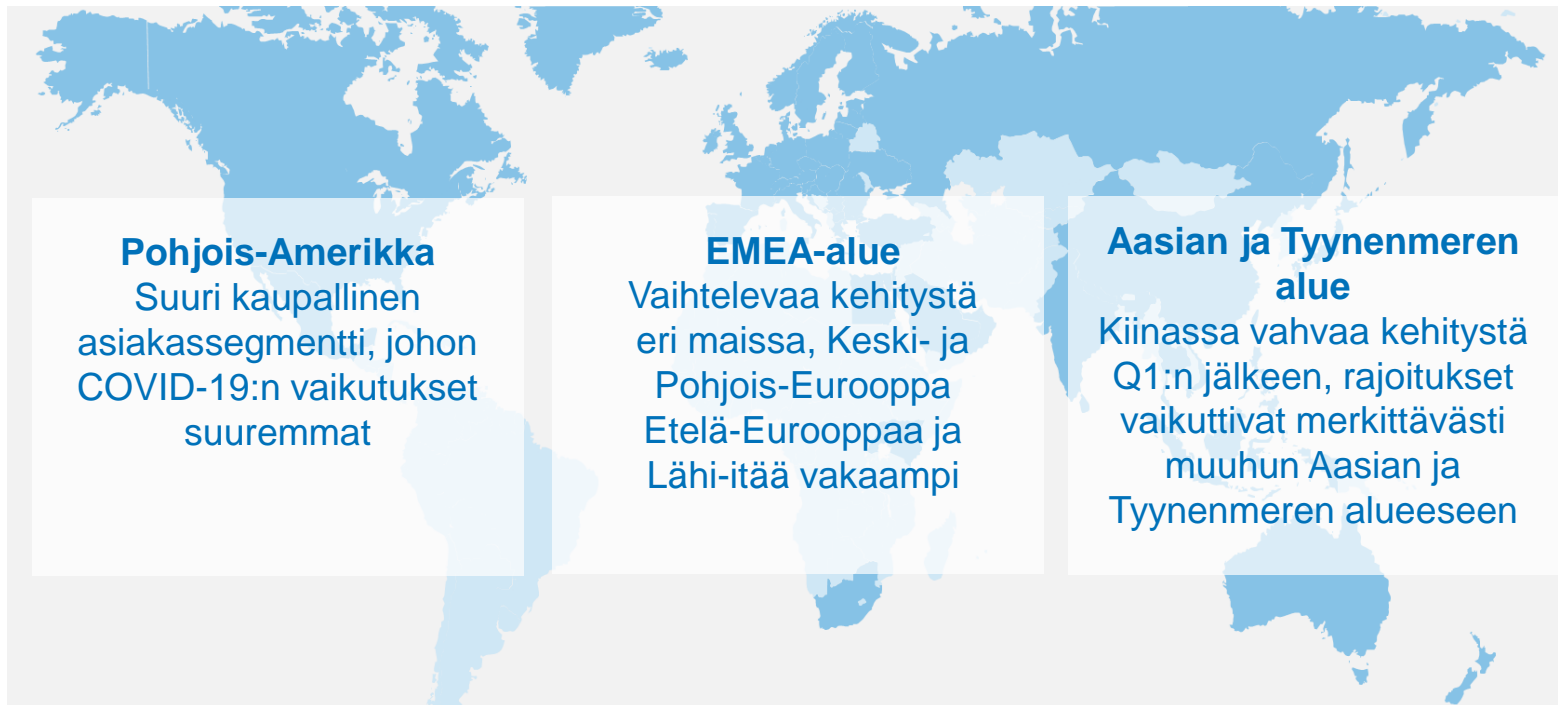 Pohjois-Amerikka
Suuri kaupallinen
asiakassegmentti, johon
COVID-19:n vaikutukset
suuremmat
EMEA-alue
Vaihtelevaa kehitystä
eri maissa, Keski- ja
Pohjois-Eurooppa
Etelä-Eurooppaa ja
Lähi-itää vakaampi
Aasian ja Tyynenmeren
alue
Kiinassa vahvaa kehitystä
Q1:n jälkeen, rajoitukset
vaikuttivat merkittävästi
muuhun Aasian ja
Tyynenmeren alueeseen